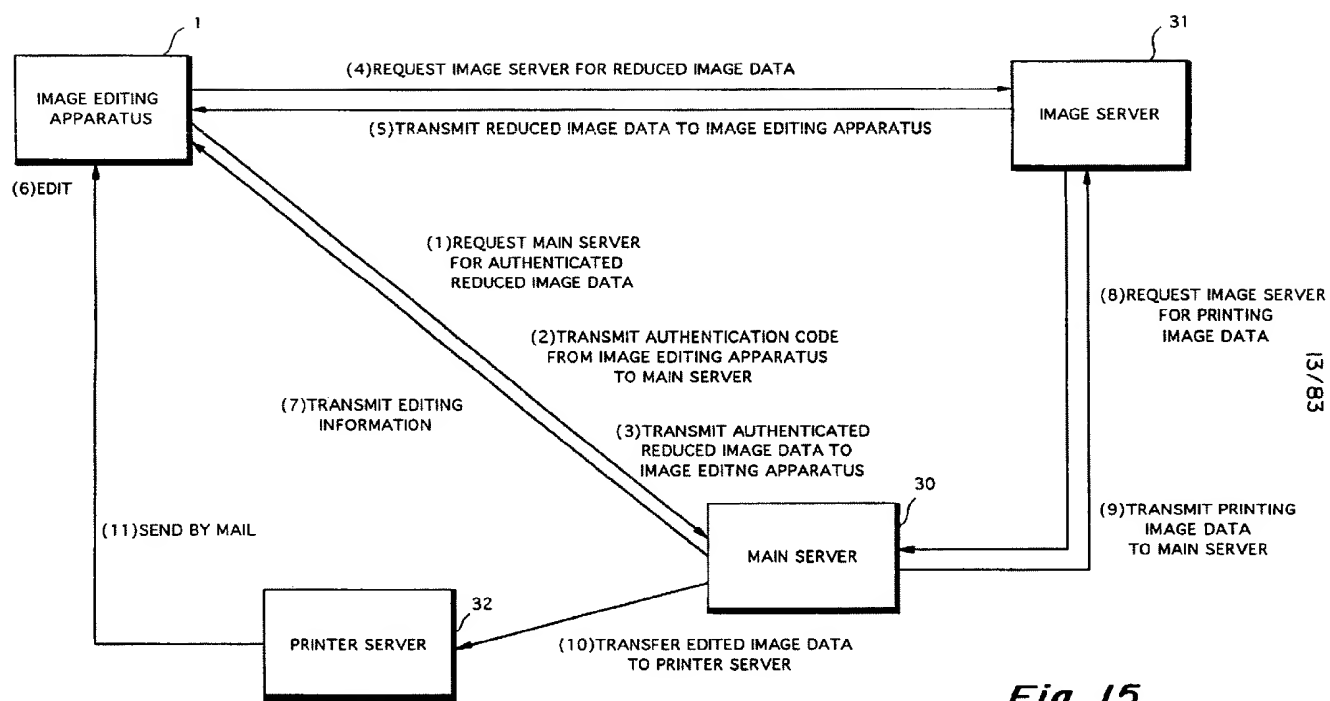 1
31
IMAGE EDITING
APPARATUS
(4)REQUEST IMAGE SERVER FOR REDUCED IMAGE DATA
(5)TRANSMIT REDUCED IMAGE DATA TO IMAGE EDITING APPARATUS
IMAGE SERVER
(6)EDIT
(1)REQUEST MAIN SERVER
FOR AUTHENTICATED
REDUCED IMAGE DATA
(8)REQUEST IMAGE SERVER
FOR PRINTING
IMAGE DATA
(2)TRANSMIT AUTHENTICATION CODE
FROM IMAGE EDITING APPARATUS
TO MAIN SERVER
13/83
(7)TRANSMIT EDITING
INFORMATION
(3)TRANSMIT AUTHENTICATED
REDUCED IMAGE DATA TO
IMAGE EDITNG APPARATUS
30
(9)TRANSMIT PRINTING
IMAGE DATA
TO MAIN SERVER
(11)SEND BY MAIL
MAIN SERVER
32
PRINTER SERVER
(10)TRANSFER EDITED IMAGE DATA
TO PRINTER SERVER
Fig. 15